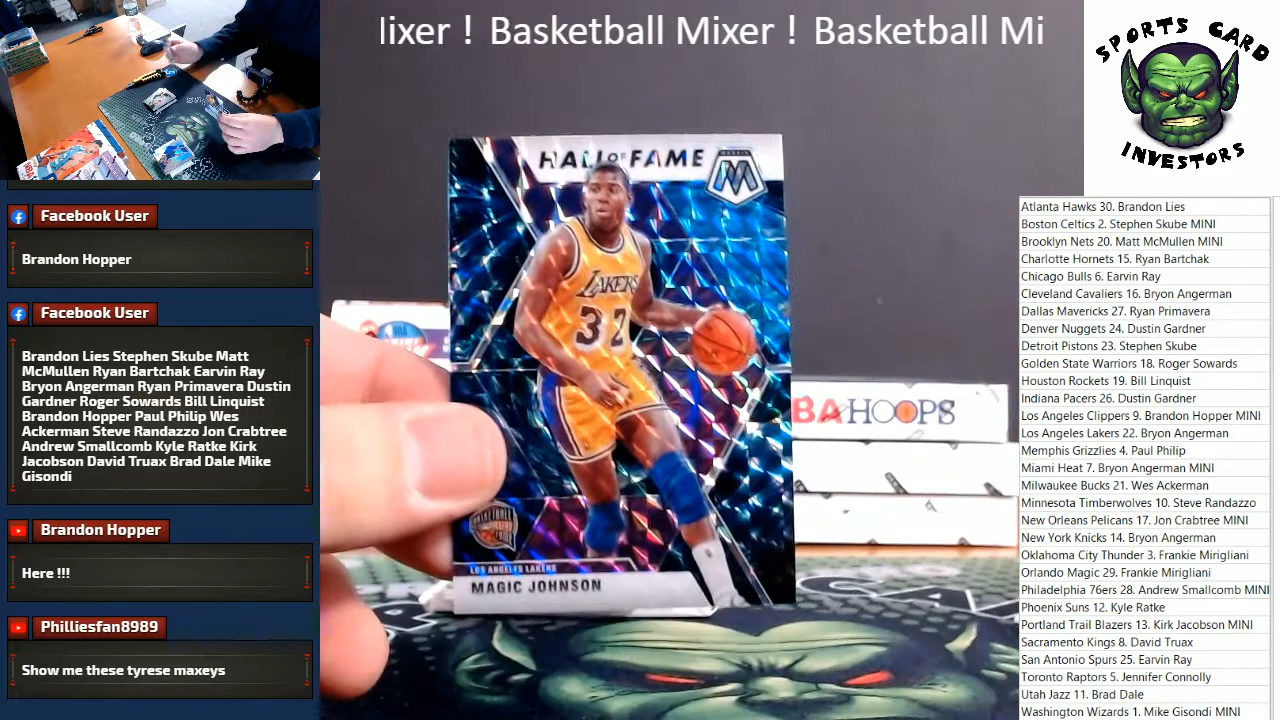 lixer ! Basketball Mixer ! Basketball Mi
SPORTS CARD
INVESTORS
Facebook User
Brandon Hopper
Facebook User
Brandon Lies Stephen Skube Matt
McMullen Ryan Bartchak Earvin Ray
Bryon Angerman Ryan Primavera Dustin
Gardner Roger Sowards Bill Linquist
Brandon Hopper Paul Philip Wes
Ackerman Steve Randazzo Jon Crabtree
Andrew Smallcomb Kyle Ratke Kirk
Jacobson David Truax Brad Dale Mike
Gisondi
Brandon Hopper
Here !!!
Philliesfan8989
Show me these tyrese maxeys
HALL OF FAME
MOSAIC
M
LAKERS
32
BASKETBALL
LOS ANGELES LAKERS
MAGIC JOHNSON
BA HOOPS
Atlanta Hawks 30. Brandon Lies
Boston Celtics 2. Stephen Skube MINI
Brooklyn Nets 20. Matt McMullen MINI
Charlotte Hornets 15. Ryan Bartchak
Chicago Bulls 6. Earvin Ray
Cleveland Cavaliers 16. Bryon Angerman
Dallas Mavericks 27. Ryan Primavera
Denver Nuggets 24. Dustin Gardner
Detroit Pistons 23. Stephen Skube
Golden State Warriors 18. Roger Sowards
Houston Rockets 19. Bill Linquist
Indiana Pacers 26. Dustin Gardner
Los Angeles Clippers 9. Brandon Hopper MINI
Los Angeles Lakers 22. Bryon Angerman
Memphis Grizzlies 4. Paul Philip
Miami Heat 7. Bryon Angerman MINI
Milwaukee Bucks 21. Wes Ackerman
Minnesota Timberwolves 10. Steve Randazzo
New Orleans Pelicans 17. Jon Crabtree MINI
New York Knicks 14. Bryon Angerman
Oklahoma City Thunder 3. Frankie Mirigliani
Orlando Magic 29. Frankie Mirigliani
Philadelphia 76ers 28. Andrew Smallcomb MINI
Phoenix Suns 12. Kyle Ratke
Portland Trail Blazers 13. Kirk Jacobson MINI
Sacramento Kings 8. David Truax
San Antonio Spurs 25. Earvin Ray
Toronto Raptors 5. Jennifer Connolly
Utah Jazz 11. Brad Dale
Washington Wizards 1. Mike Gisondi MINI